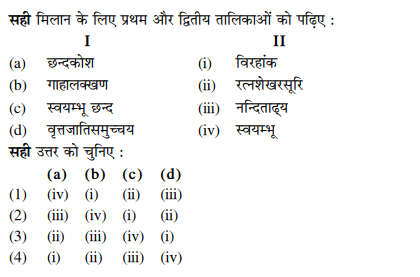 सही मिलान के लिए प्रथम और द्वितीय तालिकाओं को पढ़िए :
I II
(a) छन्दकोश (i) विरहांक
(b) गाहालक्खण (ii) रत्नशेखरसूरि
(c) स्वयम्भू छन्द (iii) नन्दिताढ्य
(d) वृत्तजातिसमुच्चय (iv) स्वयम्भू
सही उत्तर को चुनिए :
(a) (b) (c) (d)
(1) (iv) (i) (ii) (iii)
(2) (iii) (iv) (i) (ii)
(3) (ii) (iii) (iv) (i)
(4) (i) (ii) (iii) (iv)